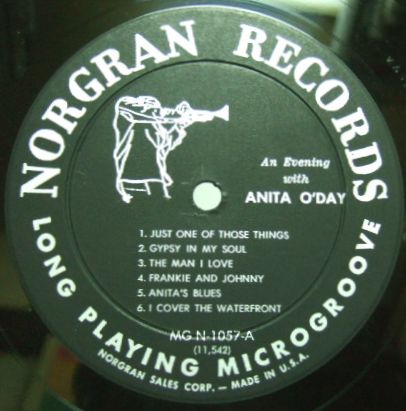 NORGRAN RECORDS
An Evening
with
ANITA O'DAY
1. JUST ONE OF THOSE THINGS
2. GYPSY IN MY SOUL
3. THE MAN I LOVE
4. FRANKIE AND JOHNNY
5. ANITA'S BLUES
6. I COVER THE WATERFRONT
MG N-1057-A
(11,542)
LONG PLAYING MICROGROOVE
NORGRAN SALES CORP. — MADE IN U.S.A.